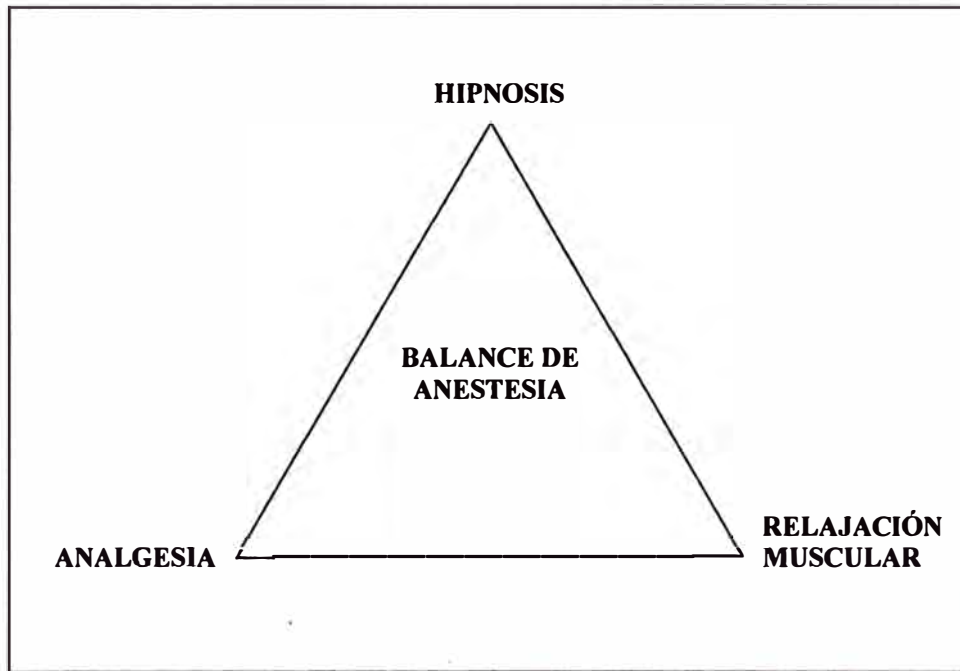 HIPNOSIS
BALANCE DE
ANESTESIA
ANALGESIA
RELAJACIÓN
MUSCULAR